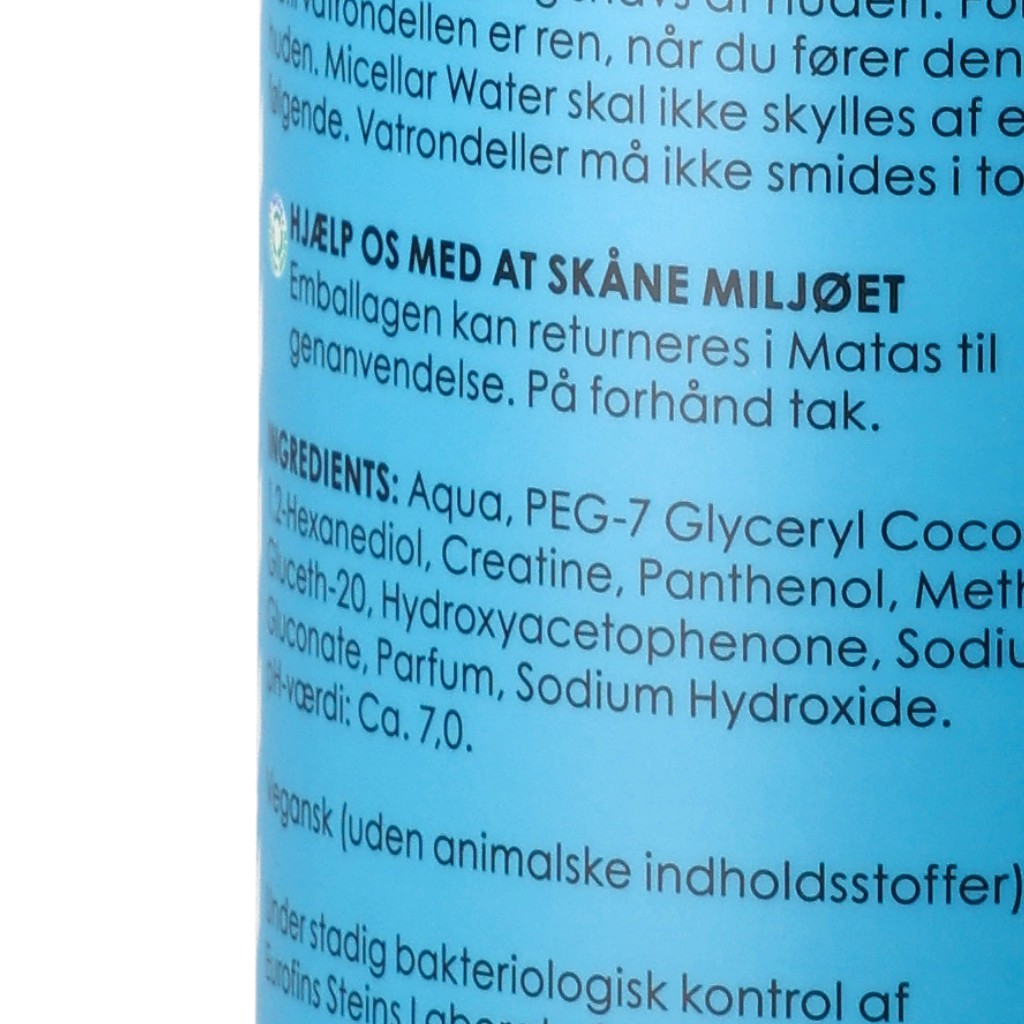 Vatrondellen er ren, når du fører den
huden. Micellar Water skal ikke skylles af e
følgende. Vatrondeller må ikke smides i to
HJÆLP OS MED AT SKÅNE MILJØET
Emballagen kan returneres i Matas til
genanvendelse. På forhånd tak.
INGREDIENTS: Aqua, PEG-7 Glyceryl Coco
1,2-Hexanediol, Creatine, Panthenol, Meth
Gluceth-20, Hydroxyacetophenone, Sodiu
Gluconate, Parfum, Sodium Hydroxide.
pH-værdi: Ca. 7,0.
Vegansk (uden animalske indholdsstoffer)
Under stadig bakteriologisk kontrol af
Eurofins Steins